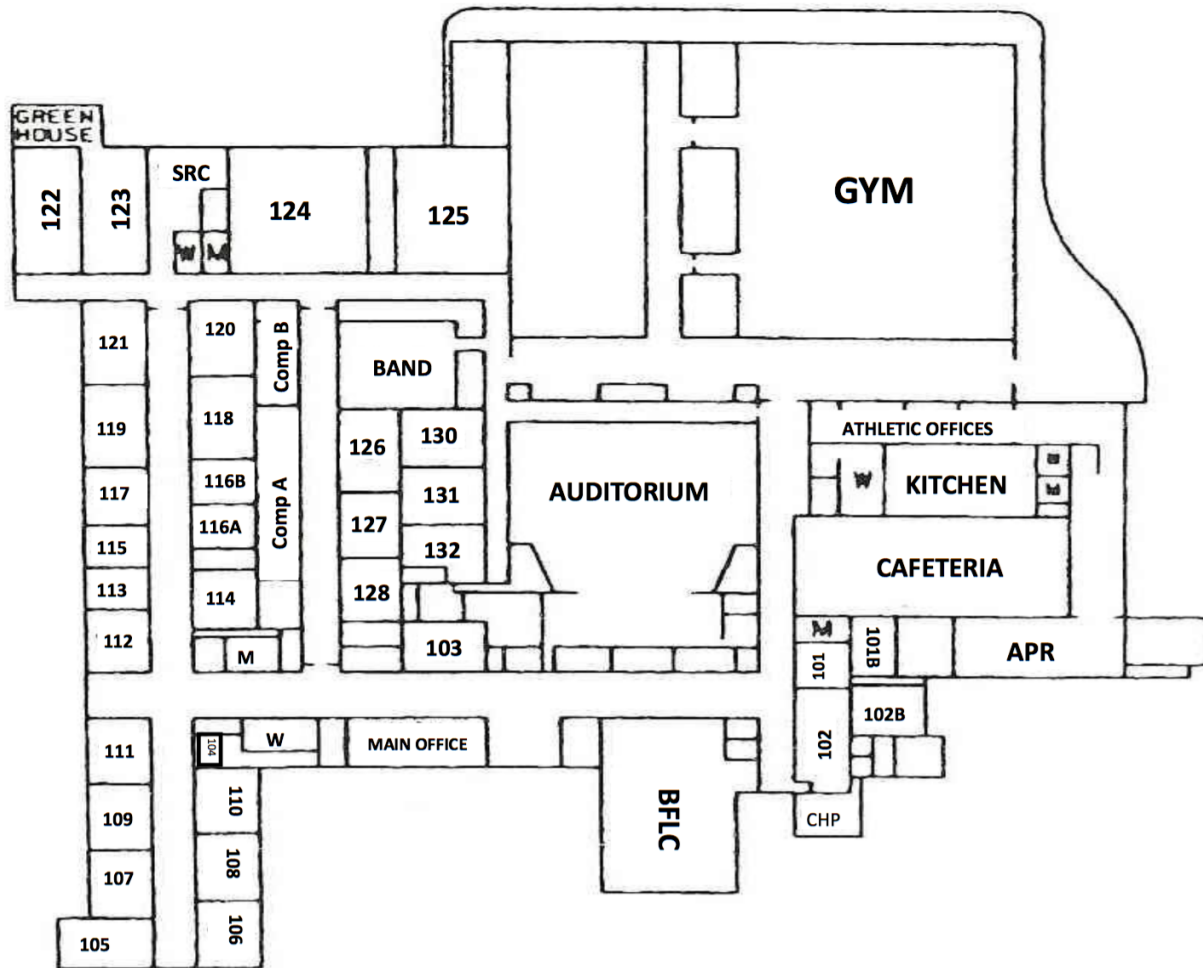 GREEN
HOUSE
122
123
SRC
W
M
124
125
GYM
121
120
Comp B
BAND
119
118
126
130
ATHLETIC OFFICES
117
116B
Comp A
131
AUDITORIUM
W
KITCHEN
M
116A
127
115
132
CAFETERIA
113
114
128
112
M
103
M
101
101B
APR
111
104
W
MAIN OFFICE
102
102B
110
109
BFLC
CHP
108
107
106
105